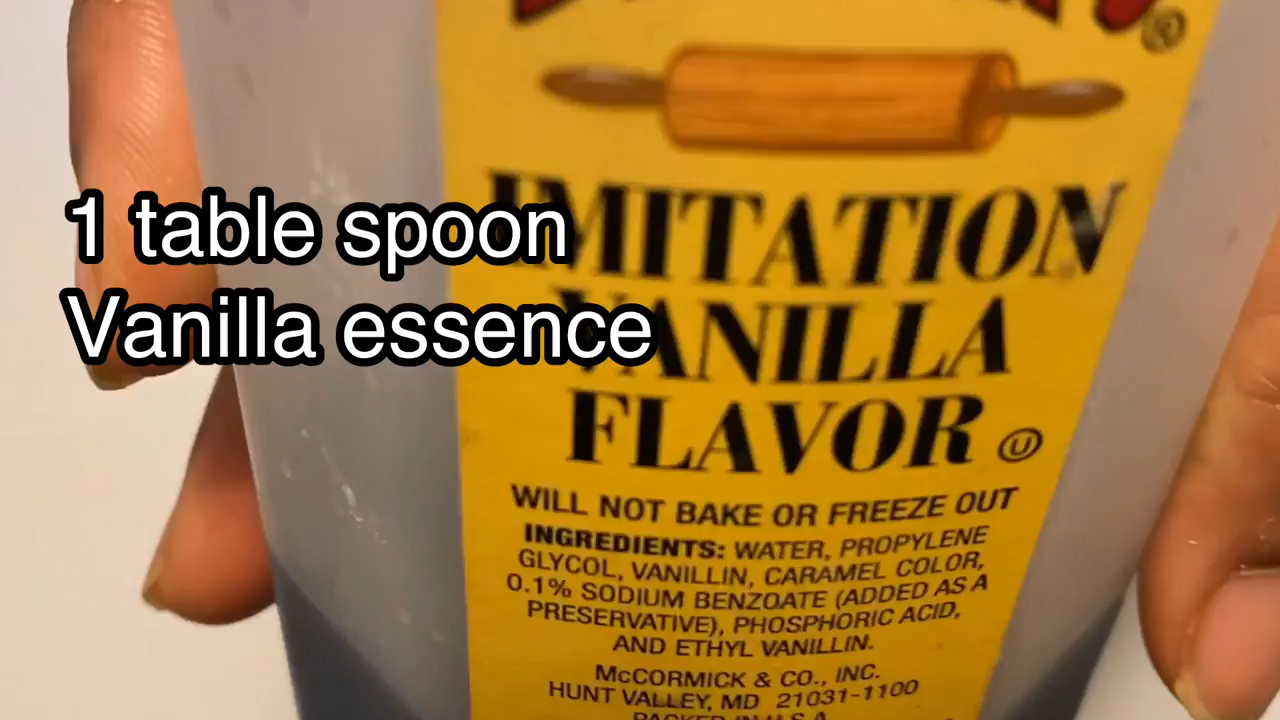 ®
IMITATION
1 table spoon
VANILLA
Vanilla essence
FLAVOR Ⓤ
WILL NOT BAKE OR FREEZE OUT
INGREDIENTS: WATER, PROPYLENE
GLYCOL, VANILLIN, CARAMEL COLOR,
0.1% SODIUM BENZOATE (ADDED AS A
PRESERVATIVE), PHOSPHORIC ACID,
AND ETHYL VANILLIN.
McCORMICK & CO., INC.
HUNT VALLEY, MD 21031-1100
PACKED IN U.S.A.